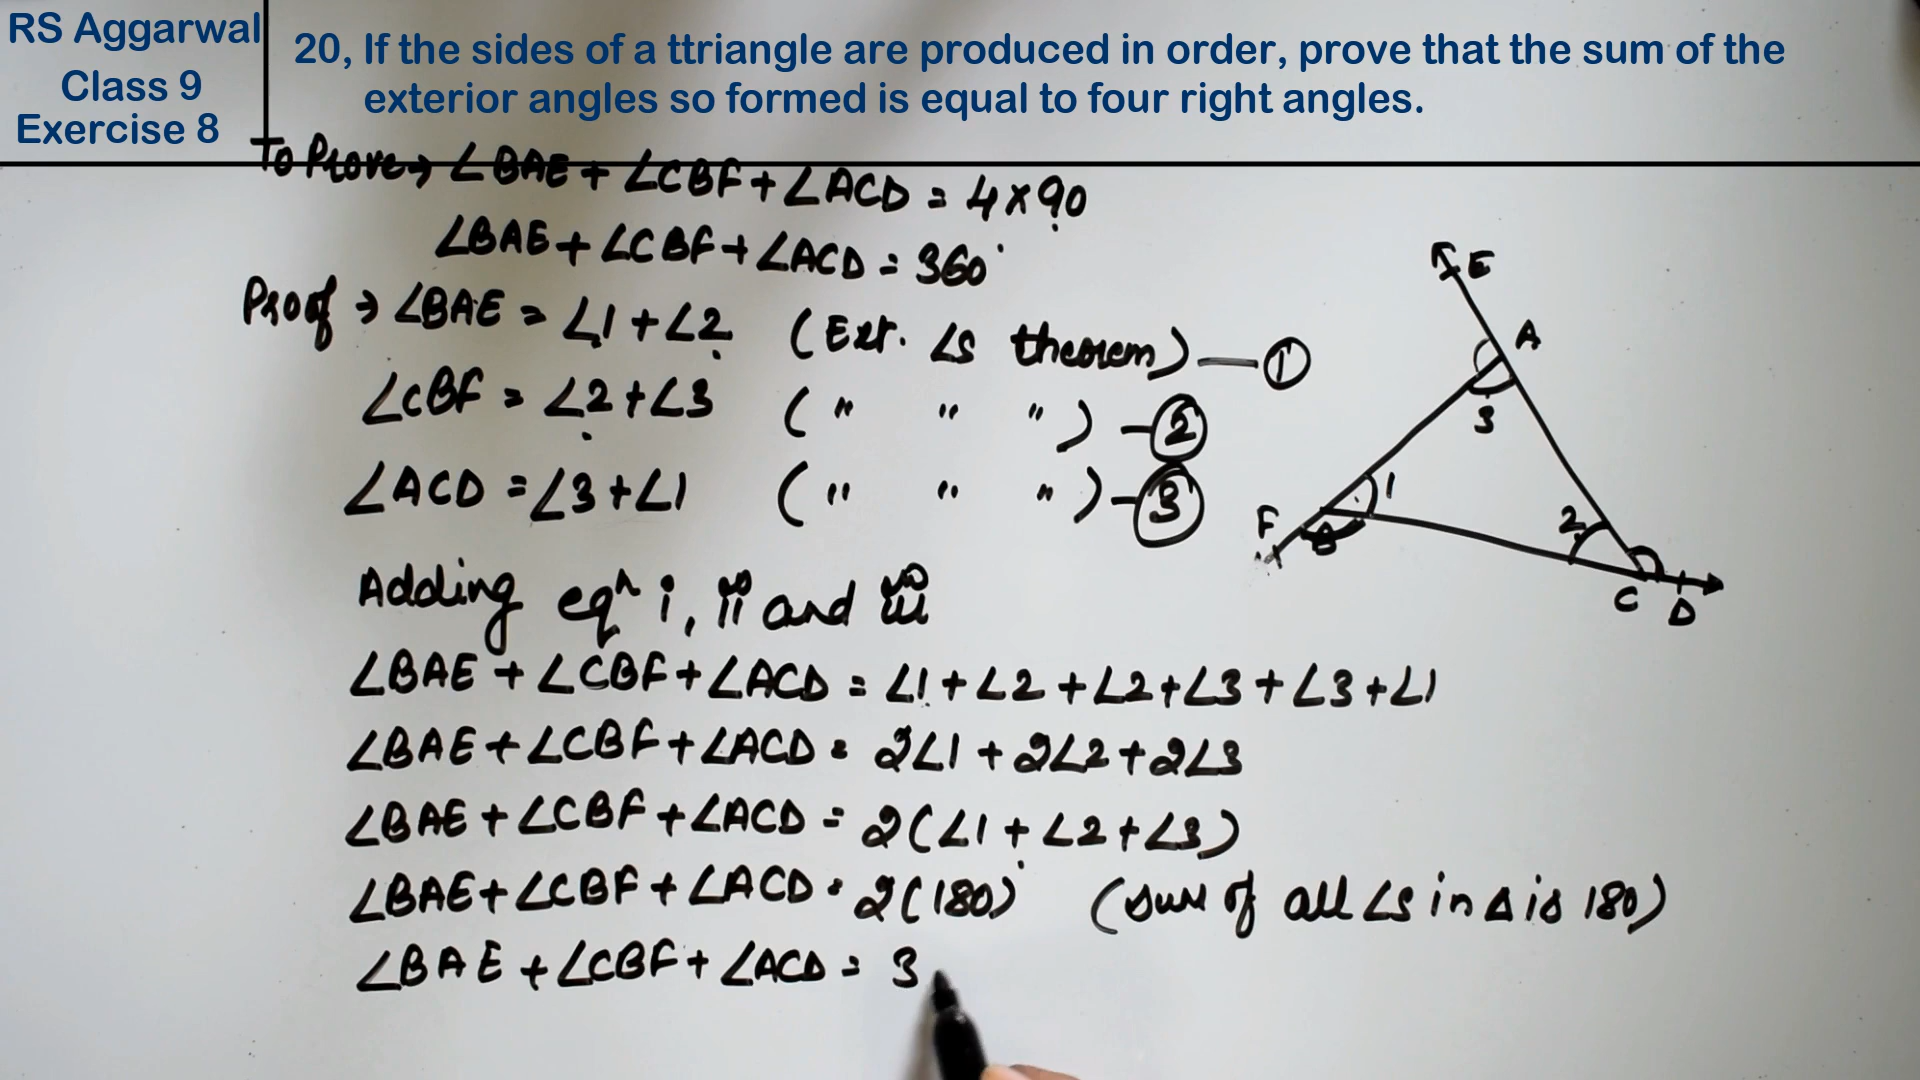 RS Aggarwal
Class 9
Exercise 8
20, If the sides of a ttriangle are produced in order, prove that the sum of the
exterior angles so formed is equal to four right angles.
To Prove → ∠BAE + ∠CBF + ∠ACD = 4 × 90
∠BAE + ∠CBF + ∠ACD = 360°
Proof → ∠BAE = ∠1 + ∠2 (Ext. ∠s theorem) — ①
∠CBF = ∠2 + ∠3 ( " " " ) – ②
∠ACD = ∠3 + ∠1 ( " " " ) – ③
Adding eqⁿ i, ii and iii
∠BAE + ∠CBF + ∠ACD = ∠1 + ∠2 + ∠2 + ∠3 + ∠3 + ∠1
∠BAE + ∠CBF + ∠ACD = 2∠1 + 2∠2 + 2∠3
∠BAE + ∠CBF + ∠ACD = 2(∠1 + ∠2 + ∠3)
∠BAE + ∠CBF + ∠ACD = 2(180)° (sum of all ∠s in Δ is 180)
∠BAE + ∠CBF + ∠ACD = 3
E
A
3
1
F
B
2
C
D